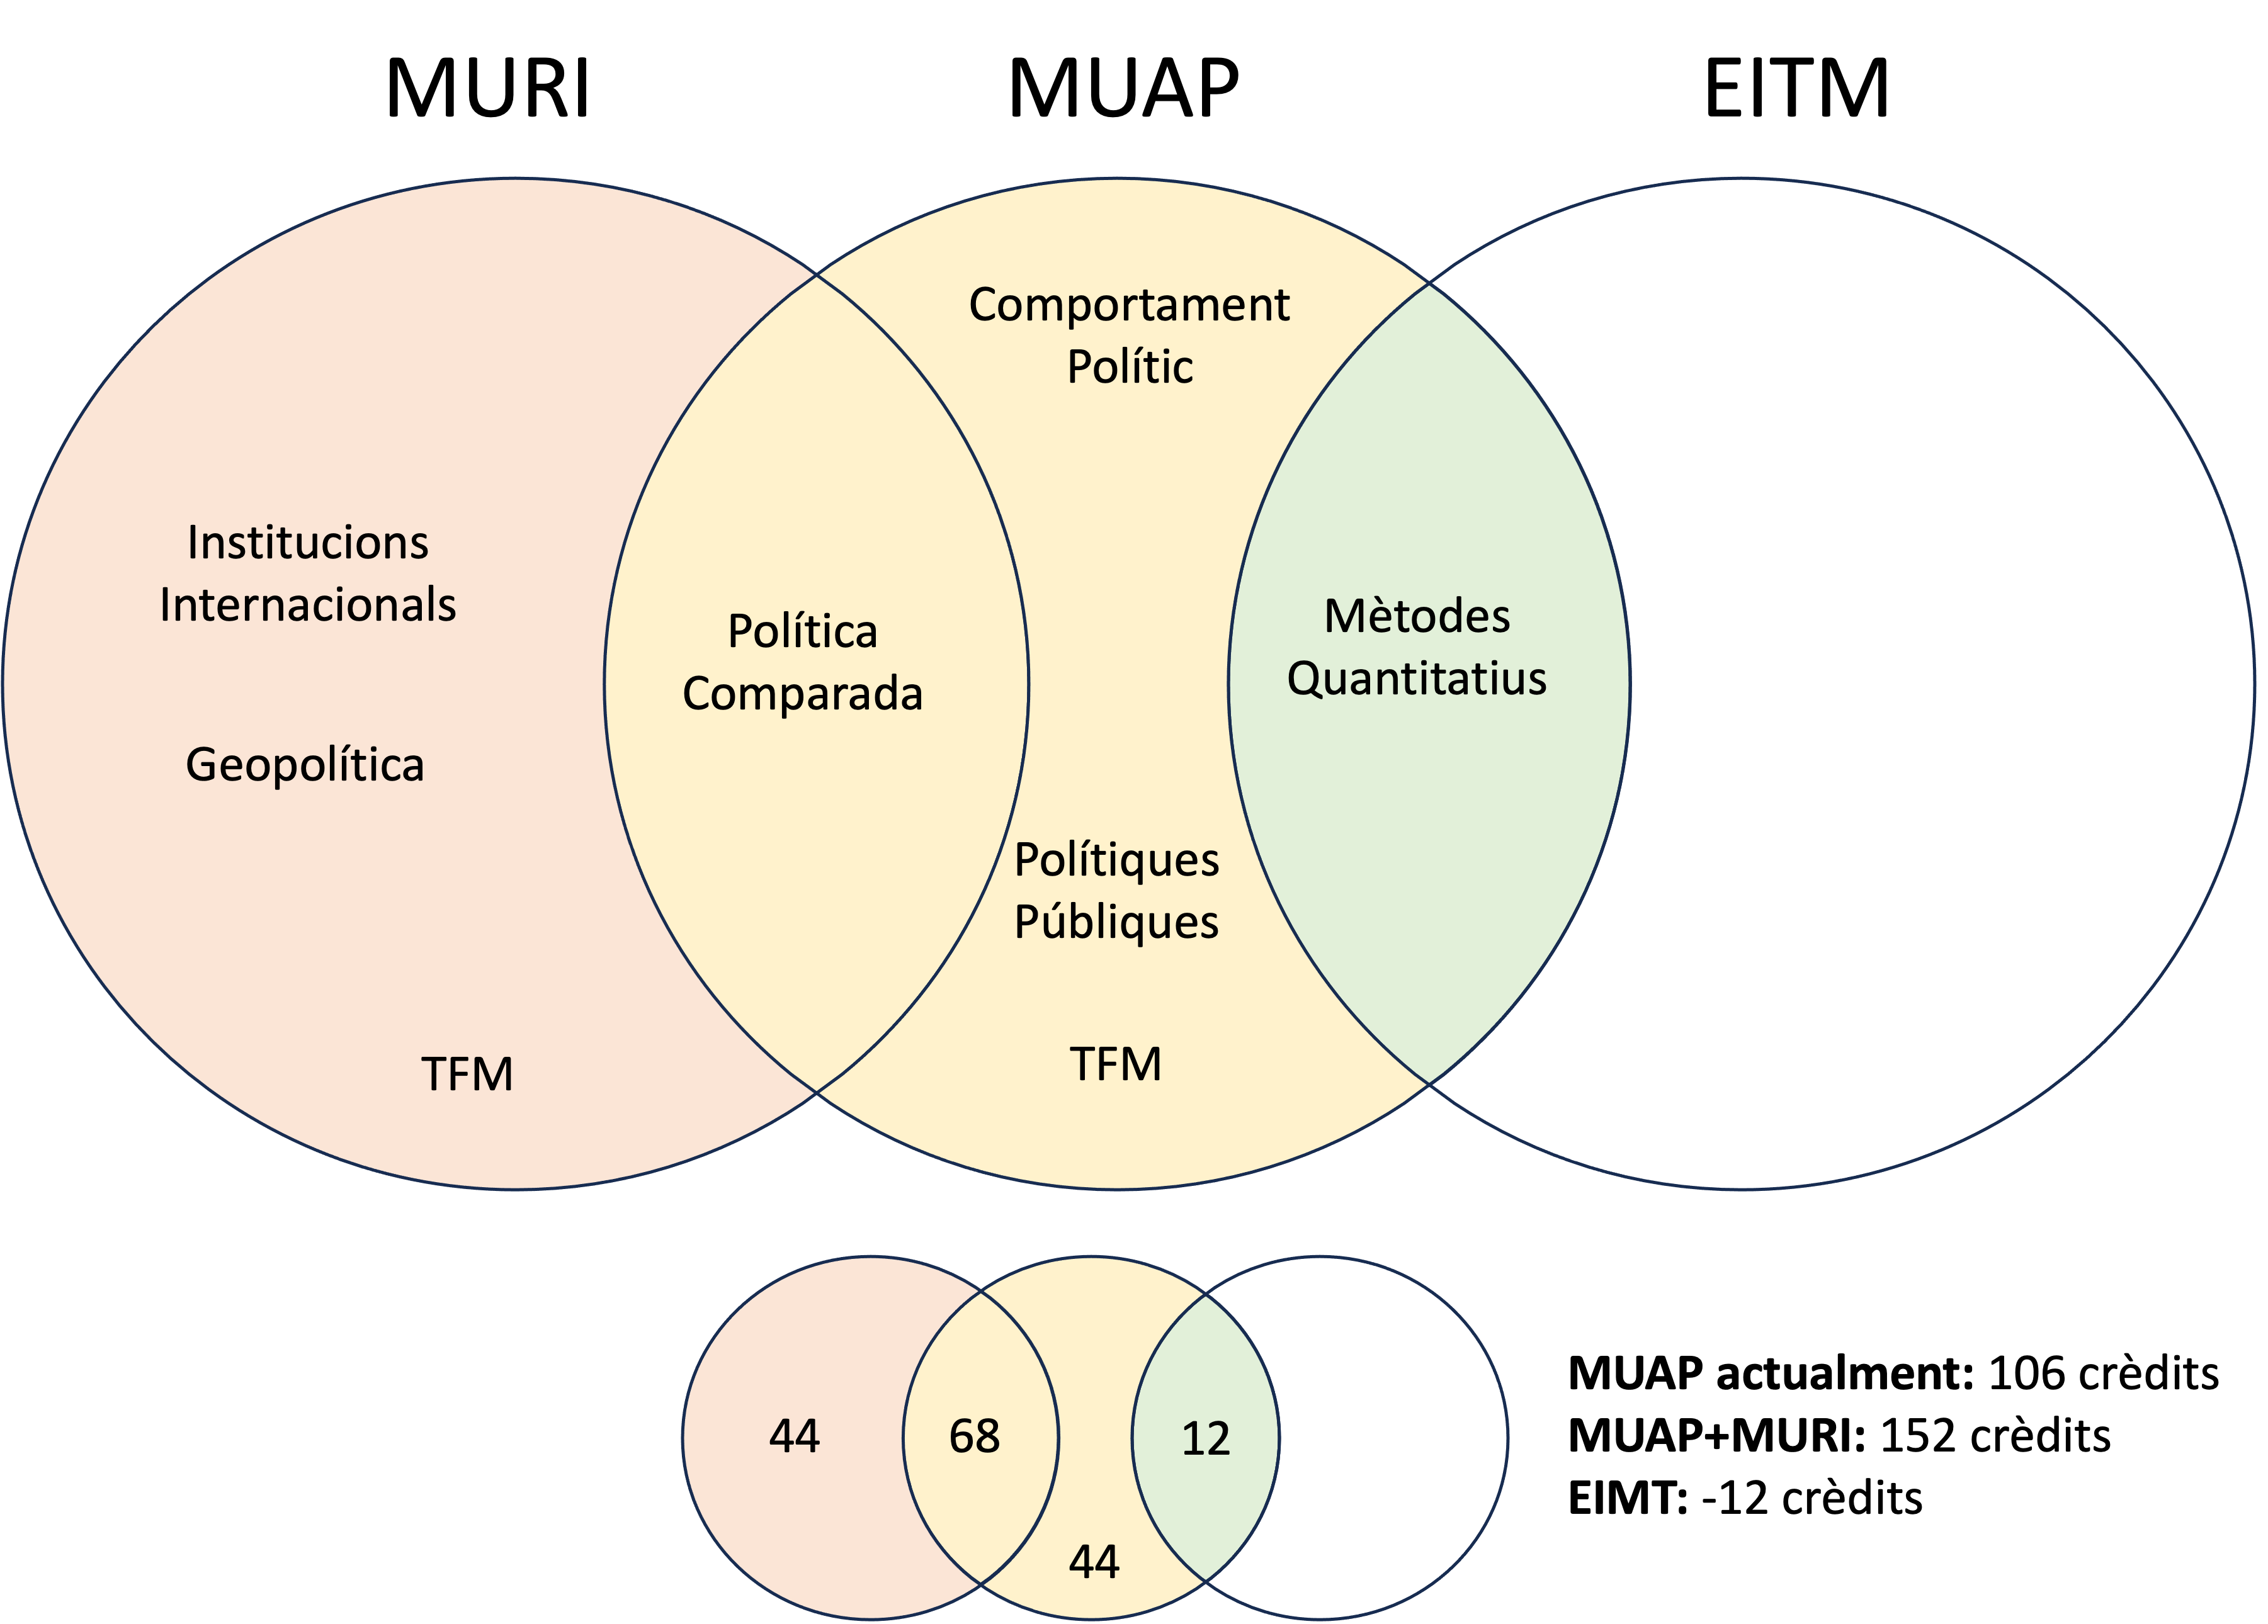 MURI
MUAP
EITM
Comportament
Polític
Institucions
Internacionals
Geopolítica
Política
Comparada
Mètodes
Quantitatius
Polítiques
Públiques
TFM
TFM
44
68
12
44
MUAP actualment: 106 crèdits
MUAP+MURI: 152 crèdits
EIMT: -12 crèdits